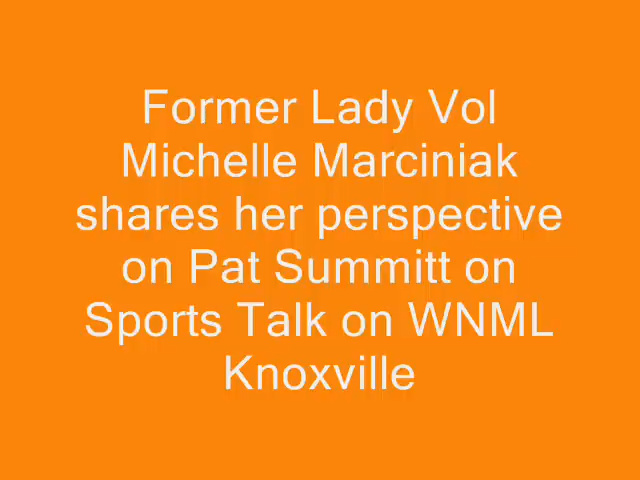 Former Lady Vol
Michelle Marciniak
shares her perspective
on Pat Summitt on
Sports Talk on WNML
Knoxville